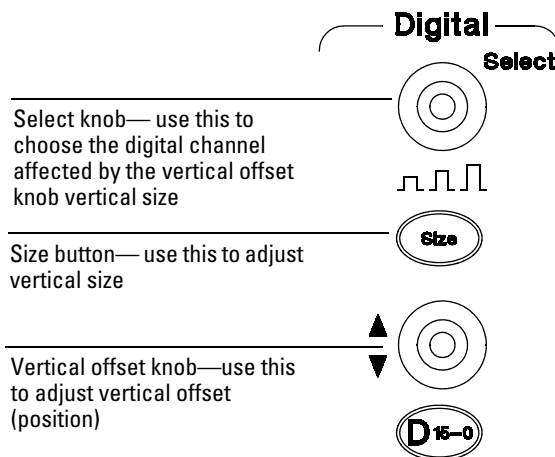 Digital
Select
Select knob— use this to
choose the digital channel
affected by the vertical offset
knob vertical size
Size
Size button— use this to adjust
vertical size
Vertical offset knob—use this
to adjust vertical offset
(position)
D 15–0